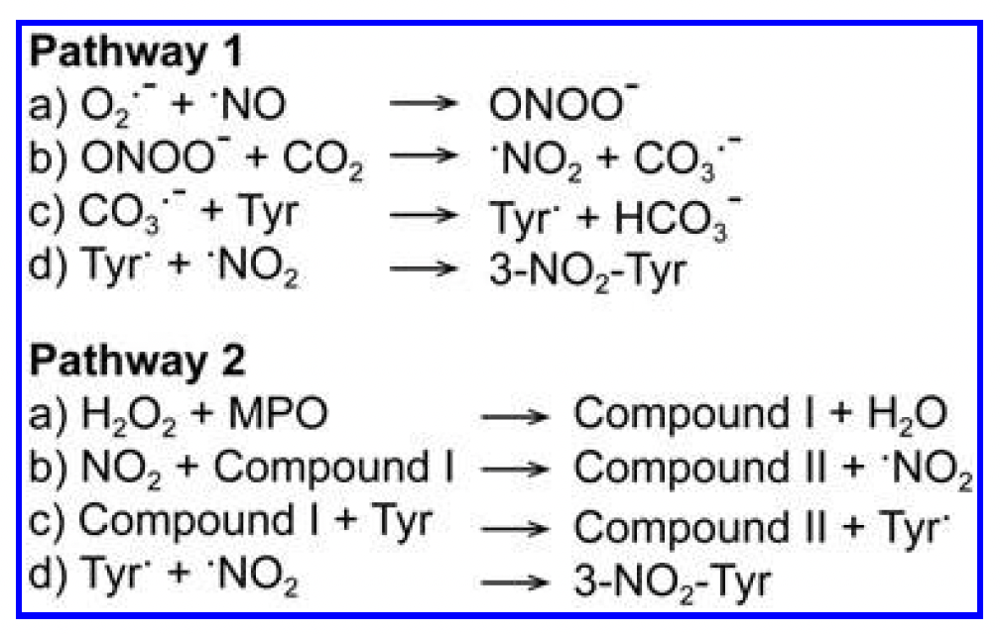 Pathway 1
a) O₂·⁻ + ·NO → ONOO⁻
b) ONOO⁻ + CO₂ → ·NO₂ + CO₃·⁻
c) CO₃·⁻ + Tyr → Tyr· + HCO₃⁻
d) Tyr· + ·NO₂ → 3-NO₂-Tyr
Pathway 2
a) H₂O₂ + MPO → Compound I + H₂O
b) NO₂ + Compound I → Compound II + ·NO₂
c) Compound I + Tyr → Compound II + Tyr·
d) Tyr· + ·NO₂ → 3-NO₂-Tyr